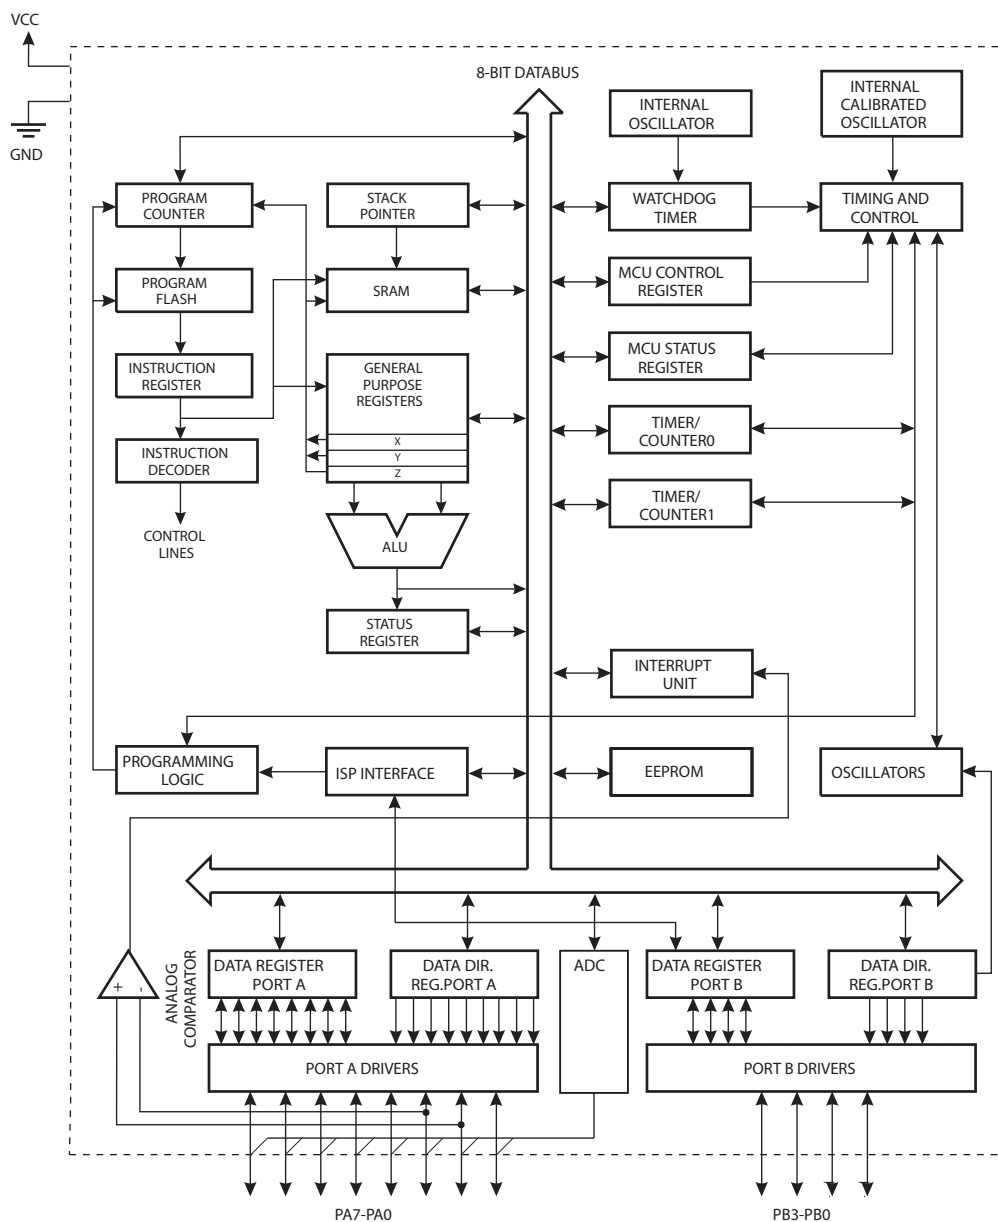 VCC
GND
8-BIT DATABUS
INTERNAL
OSCILLATOR
INTERNAL
CALIBRATED
OSCILLATOR
PROGRAM
COUNTER
STACK
POINTER
WATCHDOG
TIMER
TIMING AND
CONTROL
PROGRAM
FLASH
SRAM
MCU CONTROL
REGISTER
INSTRUCTION
REGISTER
GENERAL
PURPOSE
REGISTERS
X
Y
Z
MCU STATUS
REGISTER
INSTRUCTION
DECODER
TIMER/
COUNTER0
TIMER/
COUNTER1
CONTROL
LINES
ALU
STATUS
REGISTER
INTERRUPT
UNIT
PROGRAMMING
LOGIC
ISP INTERFACE
EEPROM
OSCILLATORS
+
-
ANALOG
COMPARATOR
DATA REGISTER
PORT A
DATA DIR.
REG.PORT A
ADC
DATA REGISTER
PORT B
DATA DIR.
REG.PORT B
PORT A DRIVERS
PORT B DRIVERS
PA7-PA0
PB3-PB0